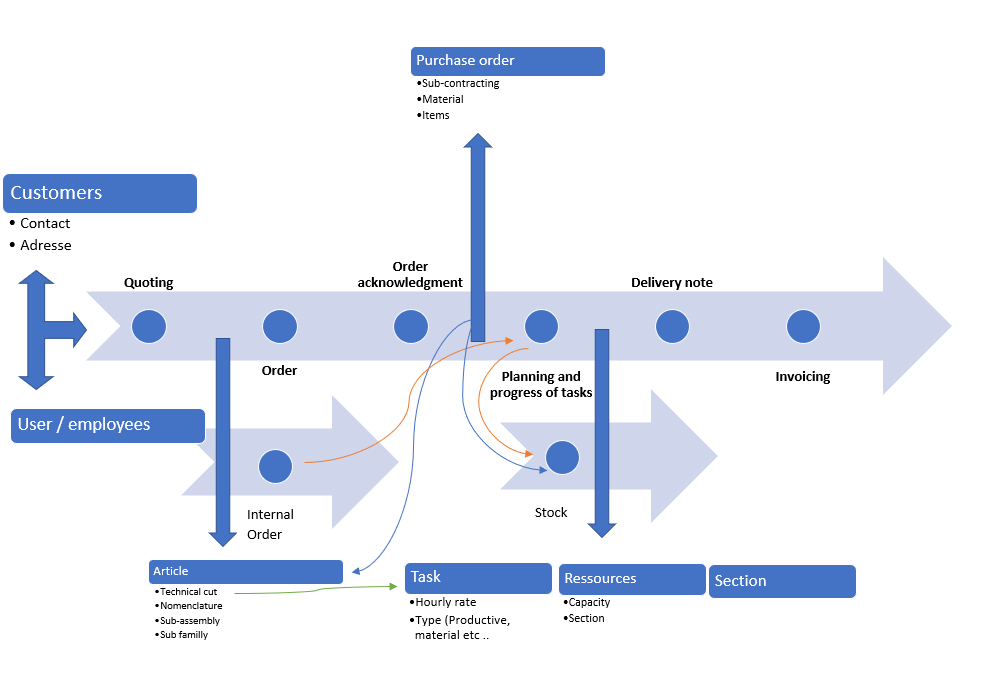 Purchase order
•Sub-contracting
•Material
•Items
Customers
• Contact
• Adresse
Quoting
Order
acknowledgment
Delivery note
Order
Planning and
progress of tasks
Invoicing
User / employees
Internal
Order
Stock
Article
•Technical cut
•Nomenclature
•Sub-assembly
•Sub familly
Task
•Hourly rate
•Type (Productive,
material etc ..
Ressources
•Capacity
•Section
Section